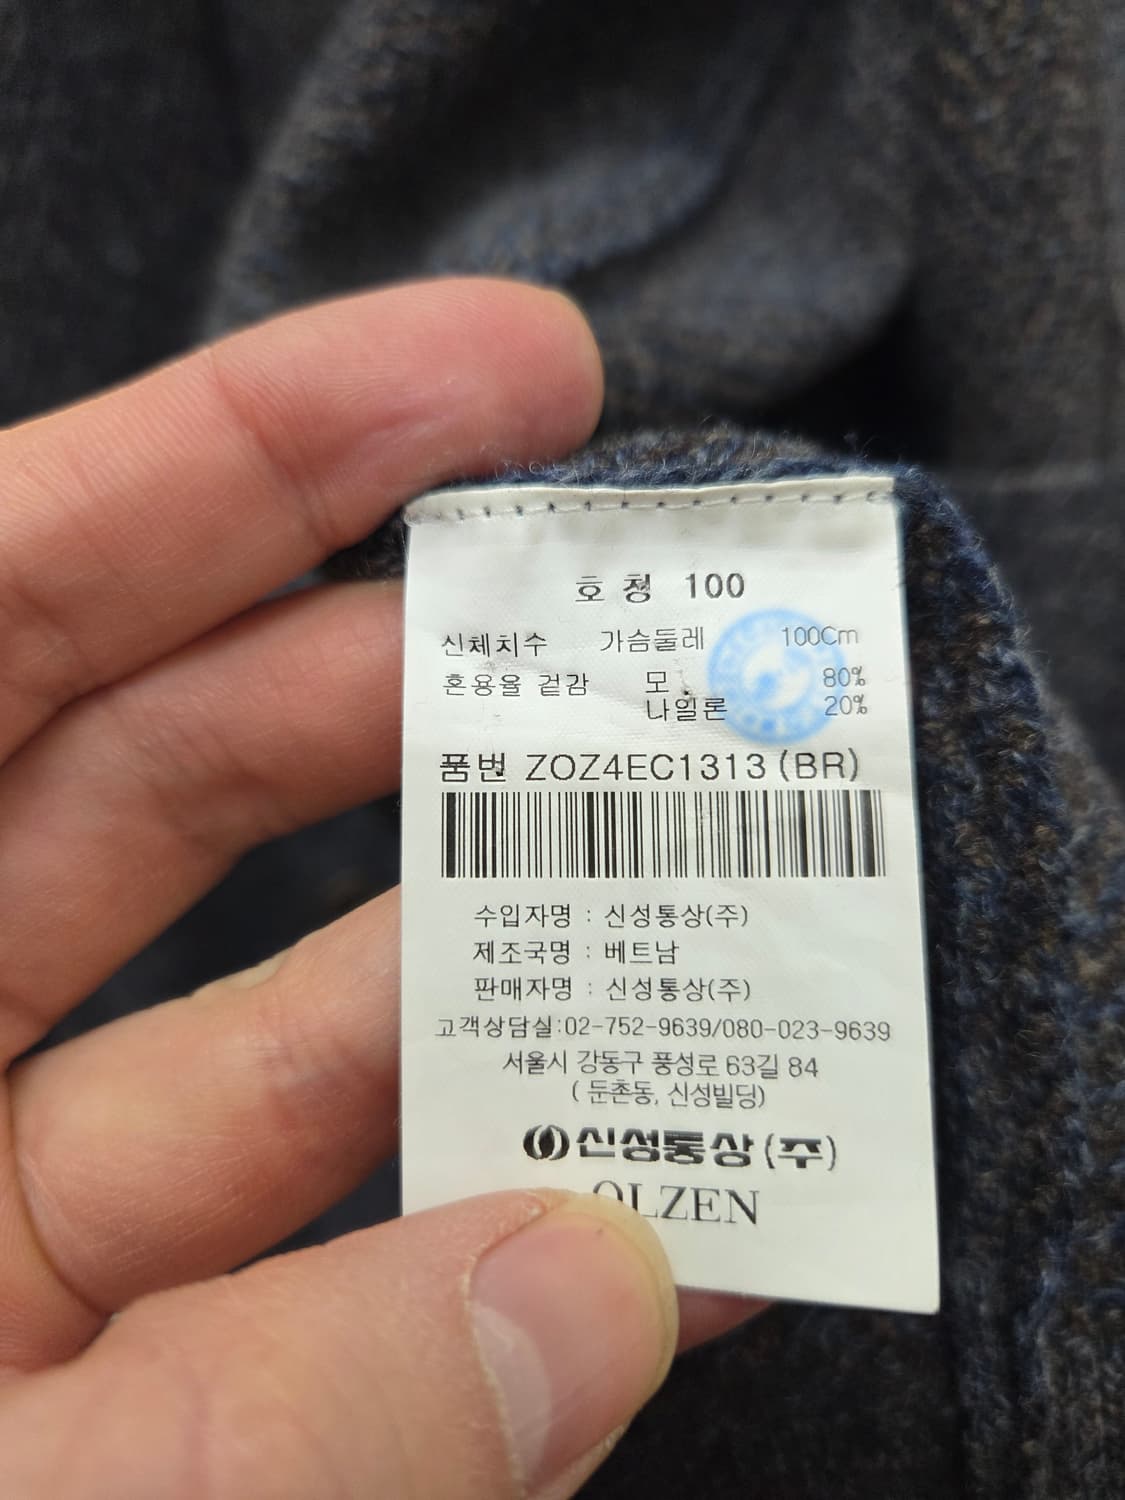 호 칭 100
신체치수 가슴둘레 100Cm
혼용율 겉감 모 80%
나일론 20%
품번 ZOZ4EC1313(BR)
수입자명 : 신성통상(주)
제조국명 : 베트남
판매자명 : 신성통상(주)
고객상담실:02-752-9639/080-023-9639
서울시 강동구 풍성로 63길 84
( 둔촌동, 신성빌딩)
신성통상(주)
OLZEN